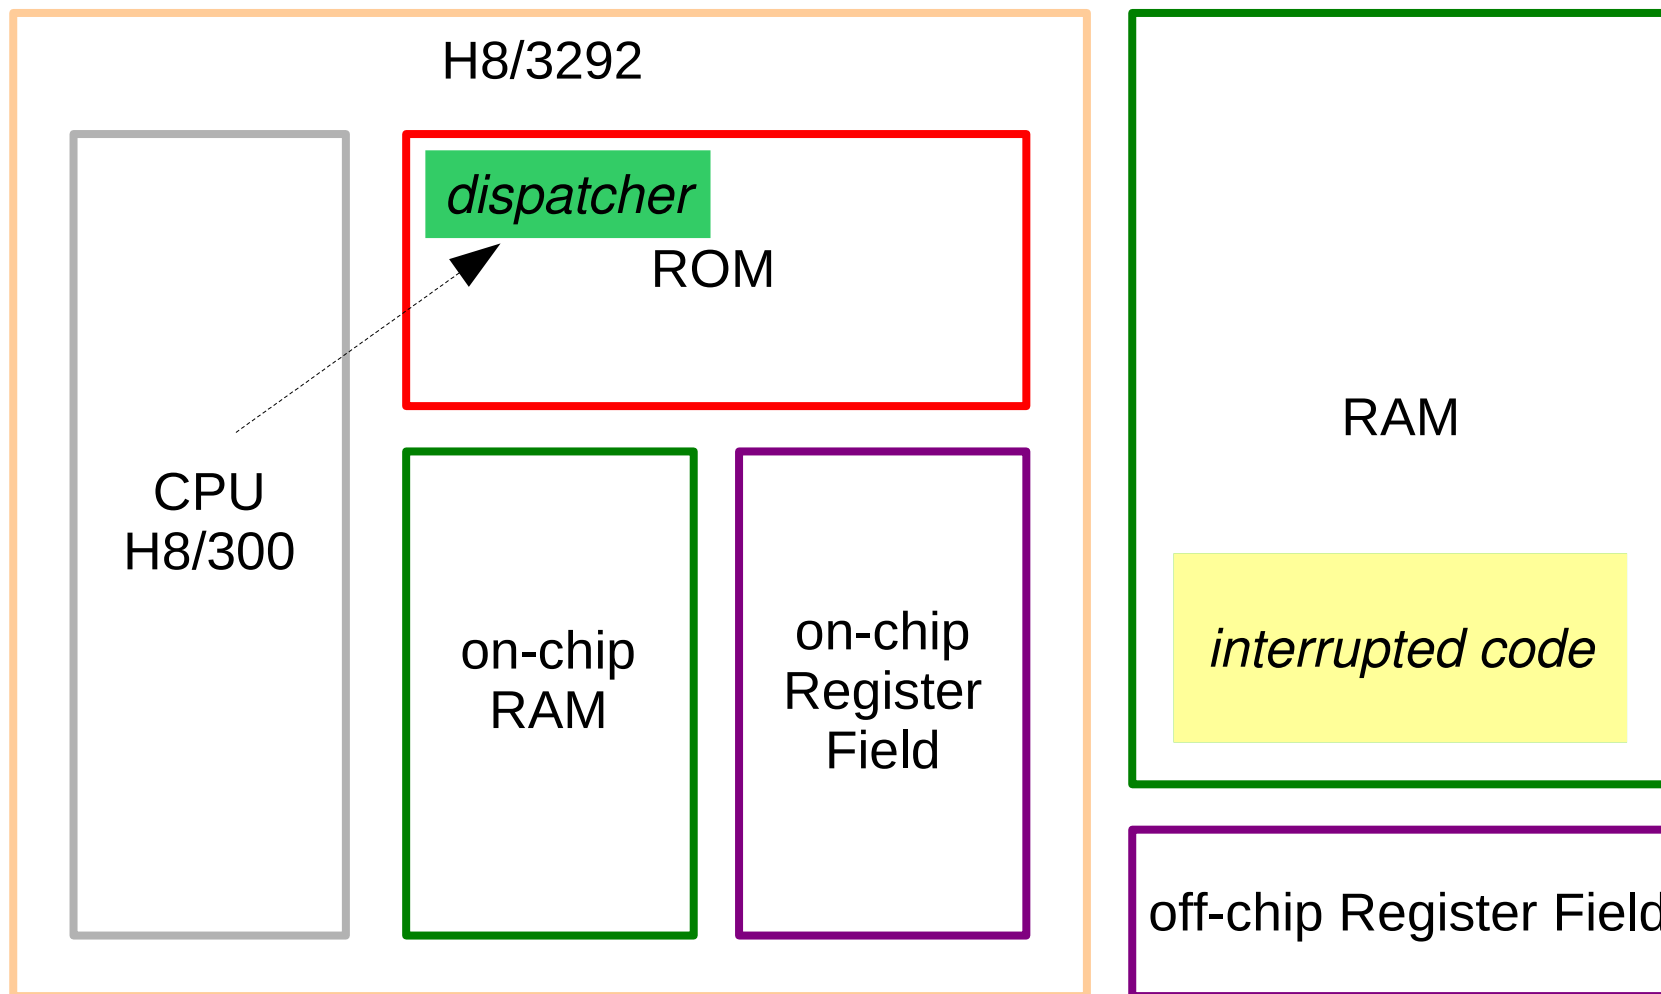 H8/3292
dispatcher
ROM
CPU
H8/300
on-chip
RAM
on-chip
Register
Field
RAM
interrupted code
off-chip Register Field